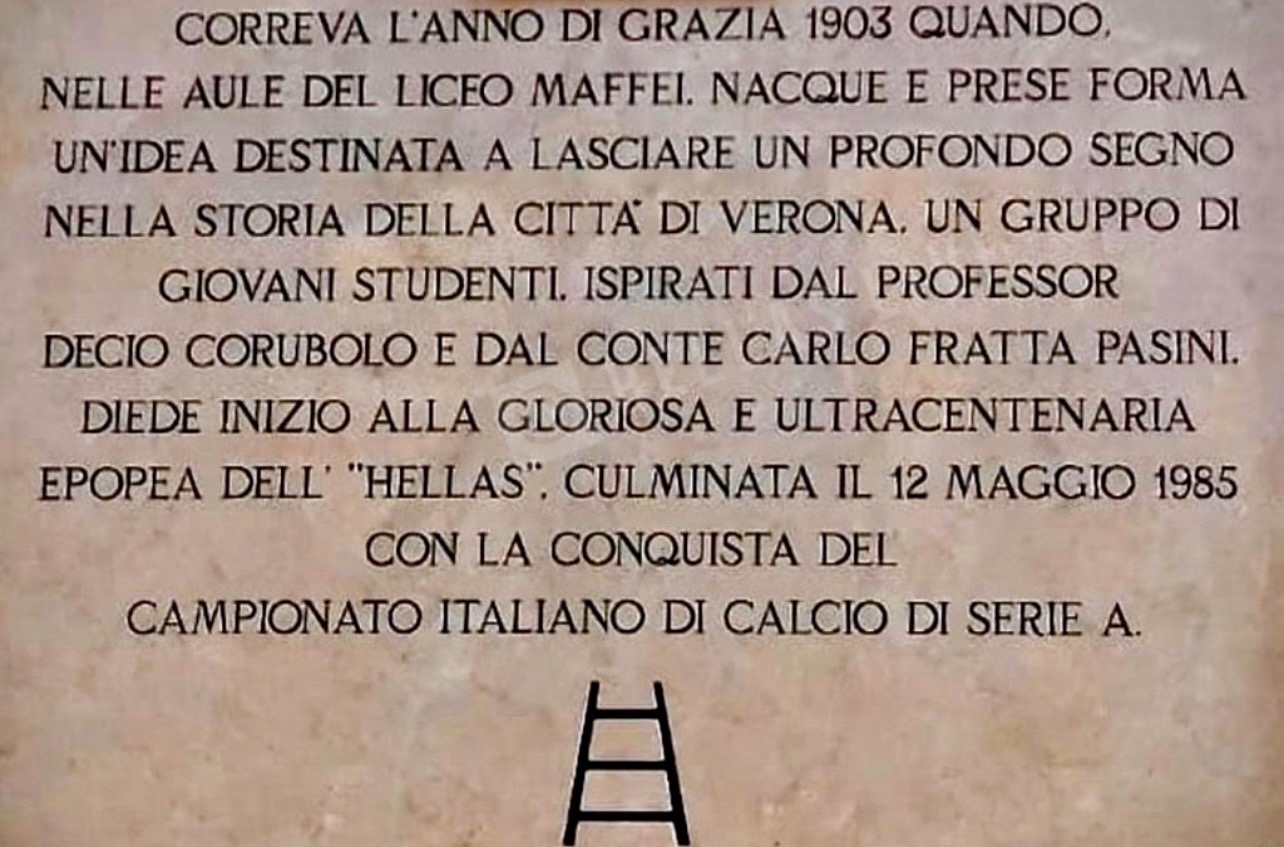 CORREVA L'ANNO DI GRAZIA 1903 QUANDO,
NELLE AULE DEL LICEO MAFFEI, NACQUE E PRESE FORMA
UN'IDEA DESTINATA A LASCIARE UN PROFONDO SEGNO
NELLA STORIA DELLA CITTA' DI VERONA. UN GRUPPO DI
GIOVANI STUDENTI, ISPIRATI DAL PROFESSOR
DECIO CORUBOLO E DAL CONTE CARLO FRATTA PASINI,
DIEDE INIZIO ALLA GLORIOSA E ULTRACENTENARIA
EPOPEA DELL' "HELLAS", CULMINATA IL 12 MAGGIO 1985
CON LA CONQUISTA DEL
CAMPIONATO ITALIANO DI CALCIO DI SERIE A.